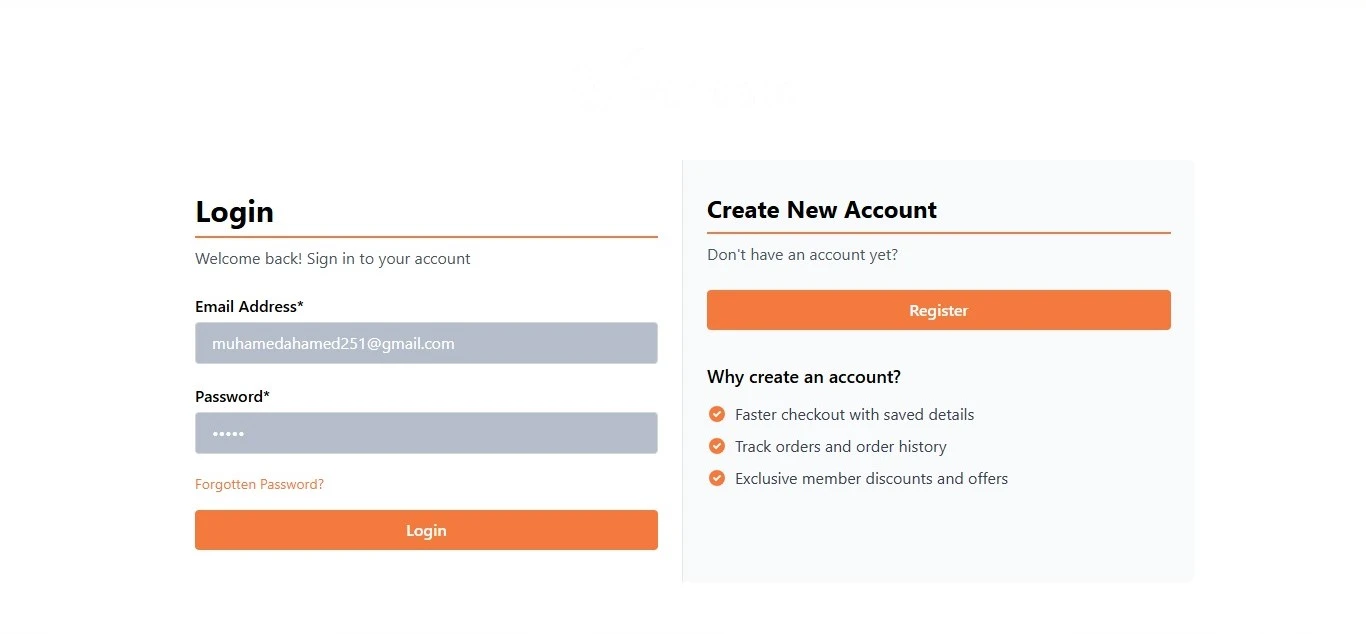 Login
Welcome back! Sign in to your account
Email Address*
muhamedahamed251@gmail.com
Password*
•••••
Forgotten Password?
Login
Create New Account
Don't have an account yet?
Register
Why create an account?
Faster checkout with saved details
Track orders and order history
Exclusive member discounts and offers